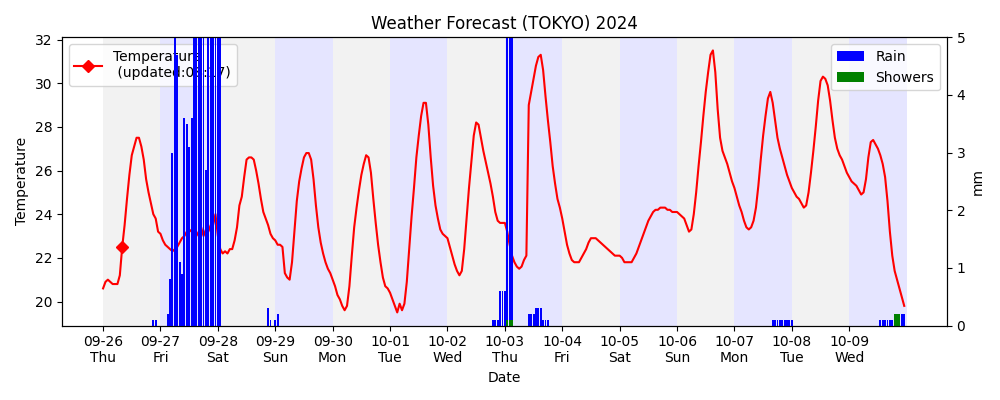 Weather Forecast (TOKYO) 2024
Temperature
mm
32
30
28
26
24
22
20
5
4
3
2
1
0
Temperature
Rain
Showers
09-26 09-27 09-28 09-29 09-30 10-01 10-02 10-03 10-04 10-05 10-06 10-07 10-08 10-09
Thu Fri Sat Sun Mon Tue Wed Thu Fri Sat Sun Mon Tue Wed
Date